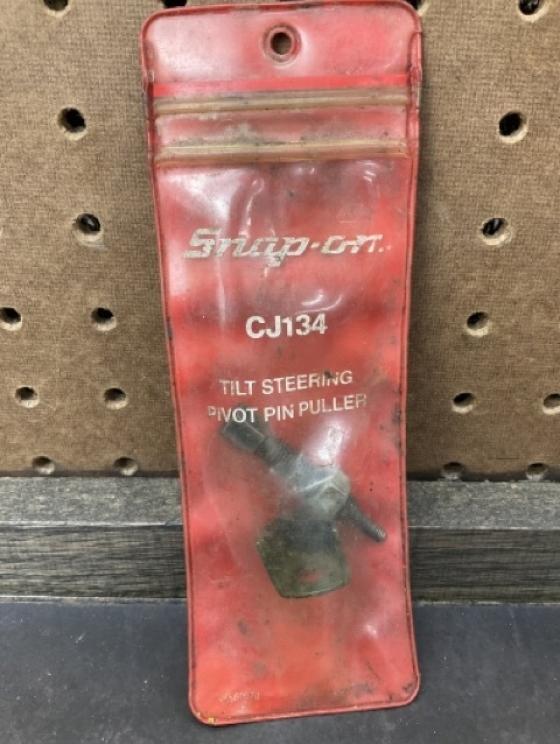 Snap-on
CJ134
TILT STEERING
PIVOT PIN PULLER